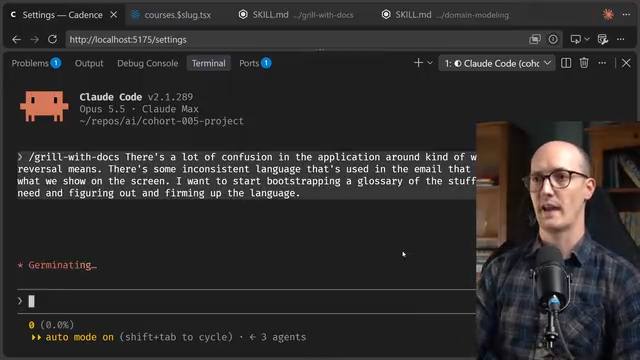 Settings — Cadence
courses.$slug.tsx
SKILL.md .../grill-with-docs
SKILL.md .../domain-modeling
http://localhost:5175/settings
Problems 1 Output Debug Console Terminal Ports 1
1: Claude Code (coho
Claude Code v2.1.289
Opus 5.5 · Claude Max
~/repos/ai/cohort-005-project
❯ /grill-with-docs There's a lot of confusion in the application around kind of w
reversal means. There's some inconsistent language that's used in the email that
what we show on the screen. I want to start bootstrapping a glossary of the stuff
need and figuring out and firming up the language.
* Germinating…
❯
0 (0.0%)
⏵⏵ auto mode on (shift+tab to cycle) · ← 3 agents